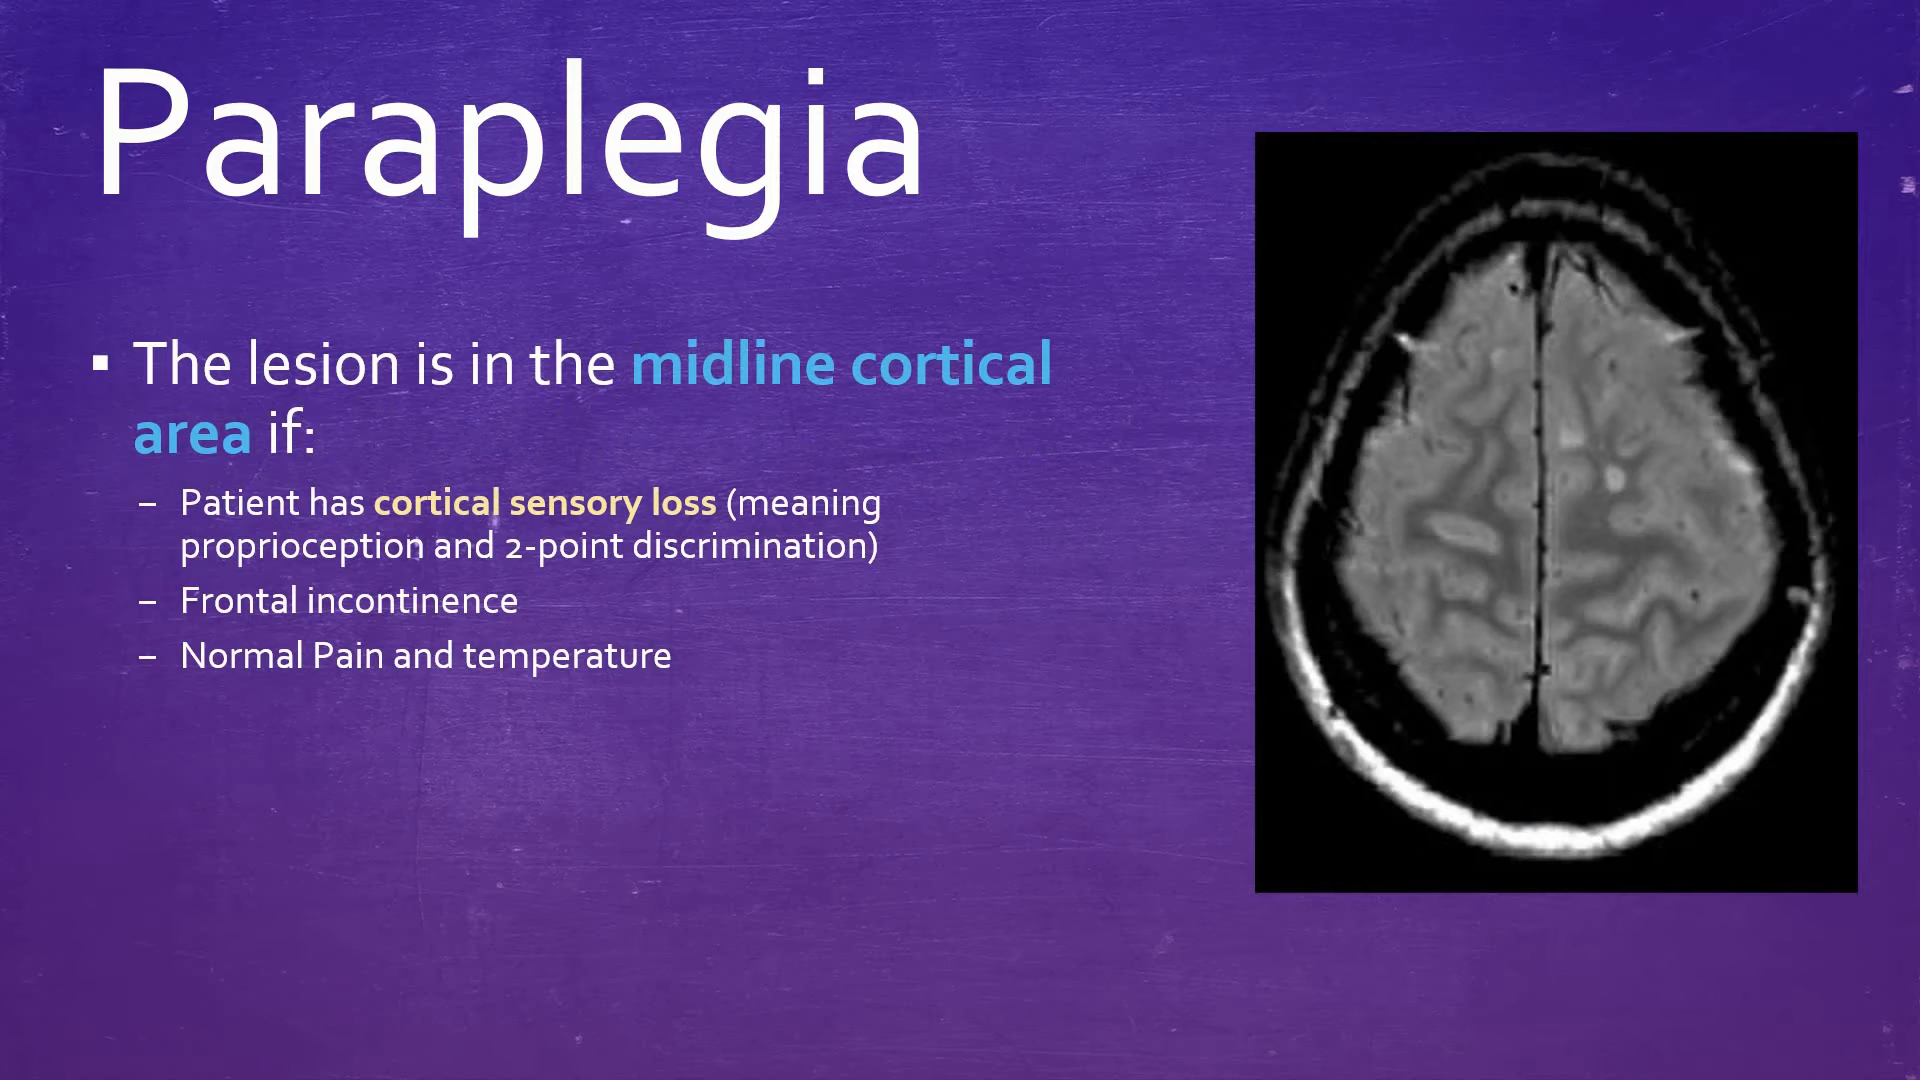 Paraplegia
▪ The lesion is in the midline cortical
area if:
– Patient has cortical sensory loss (meaning
proprioception and 2-point discrimination)
– Frontal incontinence
– Normal Pain and temperature